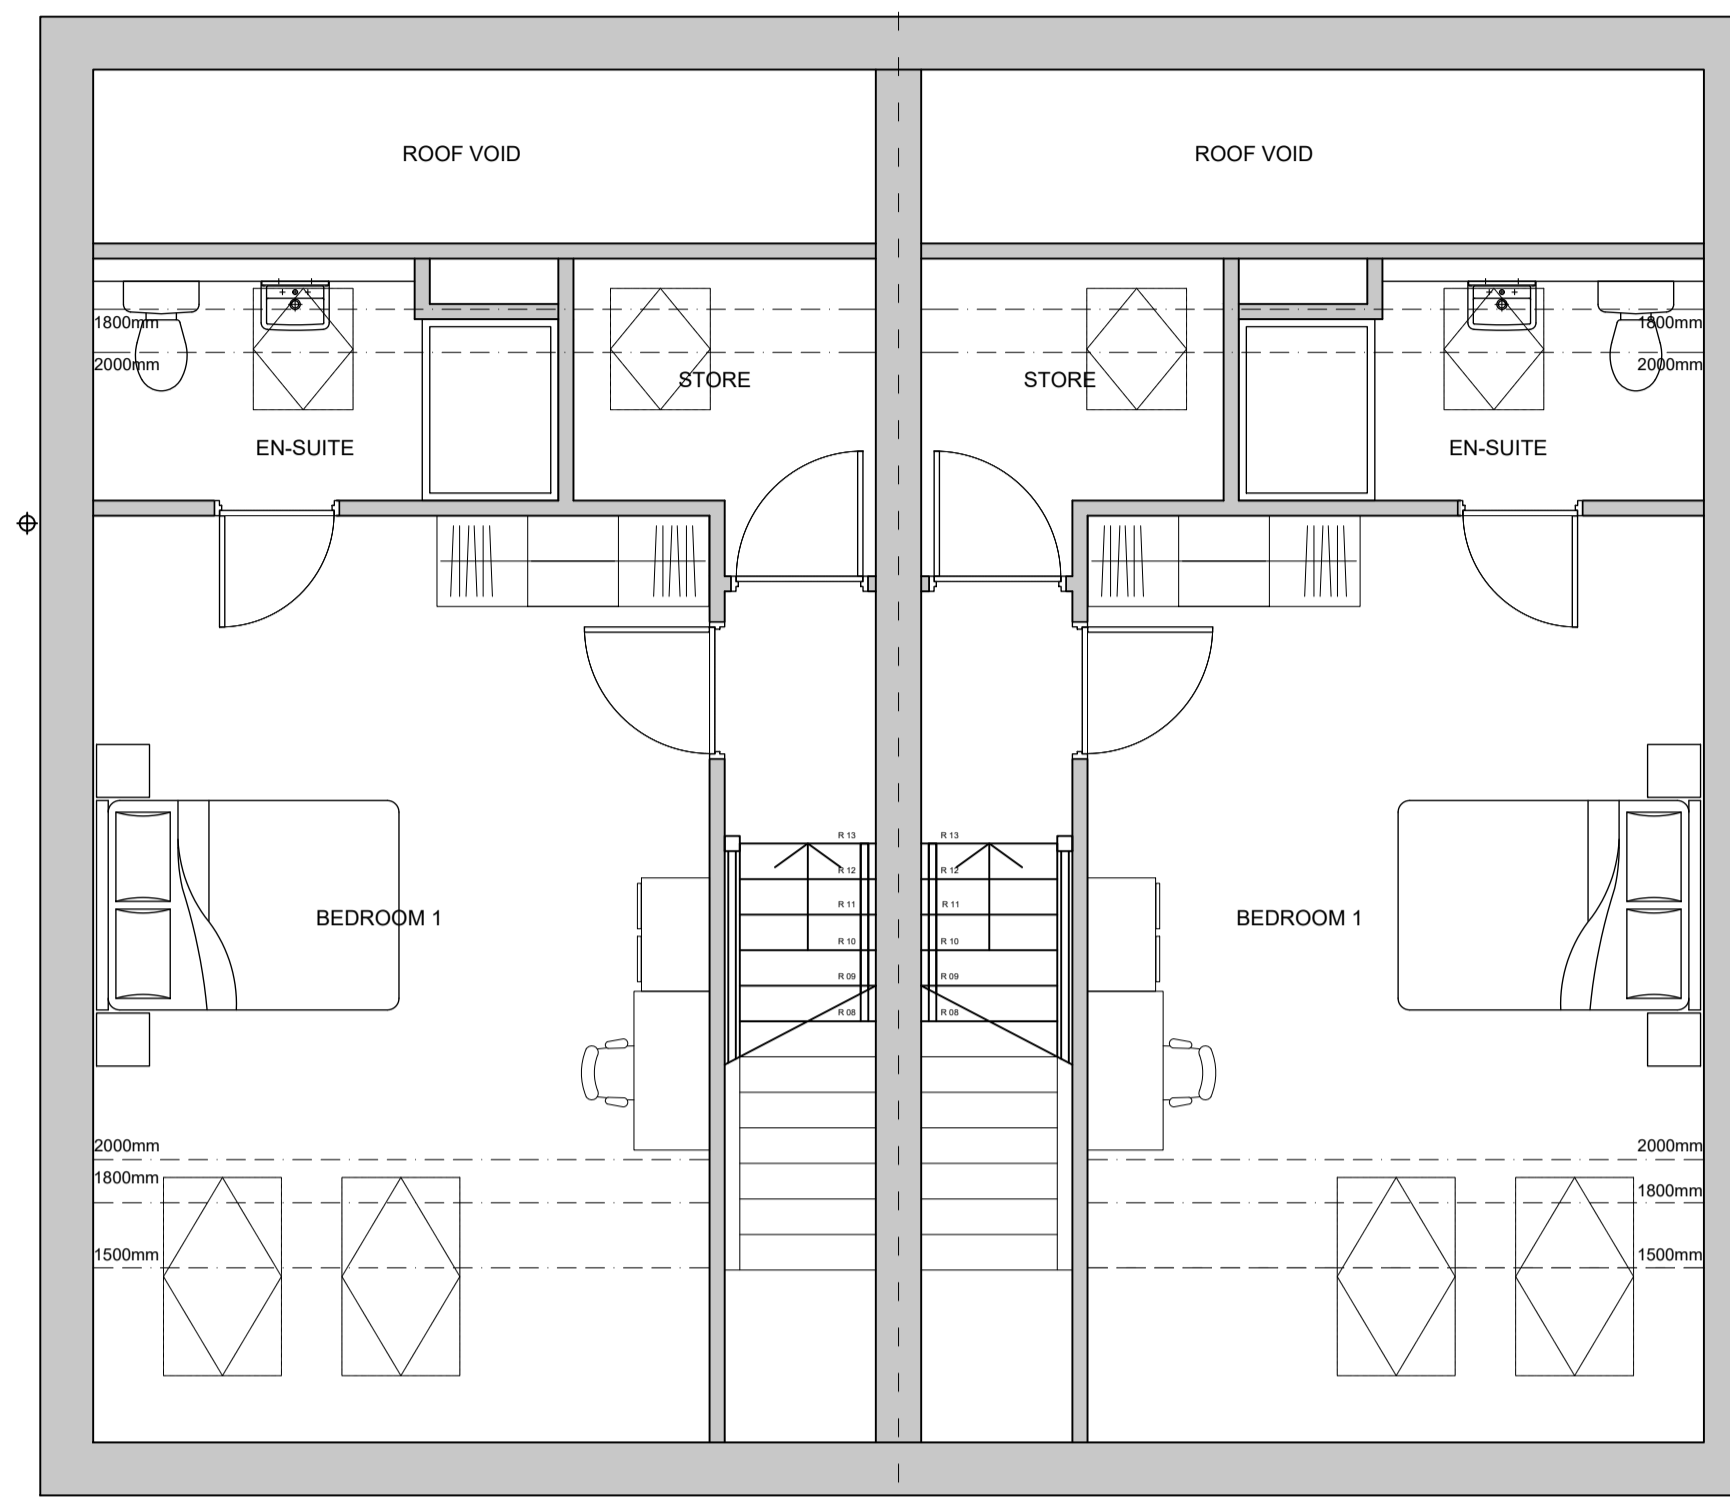 ROOF VOID
ROOF VOID
1800mm
1800mm
2000mm
2000mm
STORE
STORE
EN-SUITE
EN-SUITE
R 13
R 13
R 12
R 12
R 11
R 11
BEDROOM 1
BEDROOM 1
R 10
R 10
R 09
R 09
R 08
R 08
2000mm
2000mm
1800mm
1800mm
1500mm
1500mm